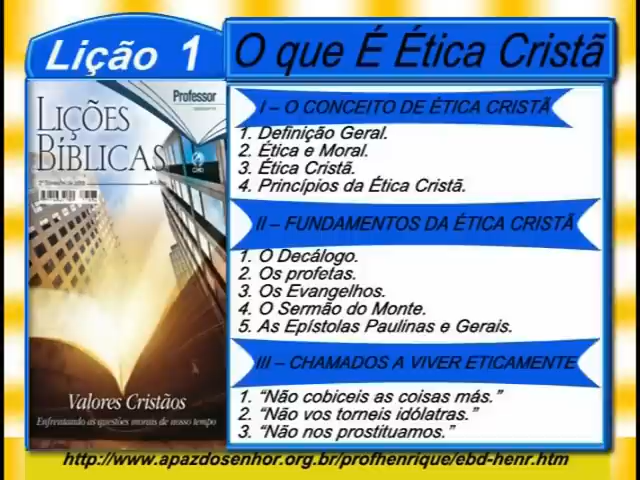 Lição 1
O que É Ética Cristã
Professor
LIÇÕES
BÍBLICAS
CPAD
Valores Cristãos
Enfrentando as questões morais de nosso tempo
I – O CONCEITO DE ÉTICA CRISTÃ
1. Definição Geral.
2. Ética e Moral.
3. Ética Cristã.
4. Princípios da Ética Cristã.
II – FUNDAMENTOS DA ÉTICA CRISTÃ
1. O Decálogo.
2. Os profetas.
3. Os Evangelhos.
4. O Sermão do Monte.
5. As Epístolas Paulinas e Gerais.
III – CHAMADOS A VIVER ETICAMENTE
1. “Não cobiceis as coisas más.”
2. “Não vos torneis idólatras.”
3. “Não nos prostituamos.”
http://www.apazdosenhor.org.br/profhenrique/ebd-henr.htm